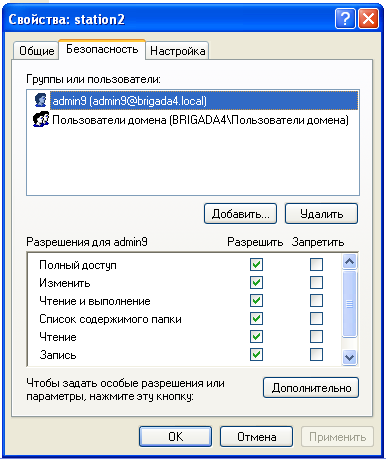 Свойства: station2
Общие Безопасность Настройка
Группы или пользователи:
admin9 (admin9@brigada4.local)
Пользователи домена (BRIGADA4\Пользователи домена)
Добавить... Удалить
Разрешения для admin9 Разрешить Запретить
Полный доступ
Изменить
Чтение и выполнение
Список содержимого папки
Чтение
Запись
Чтобы задать особые разрешения или
параметры, нажмите эту кнопку: Дополнительно
OK Отмена Применить